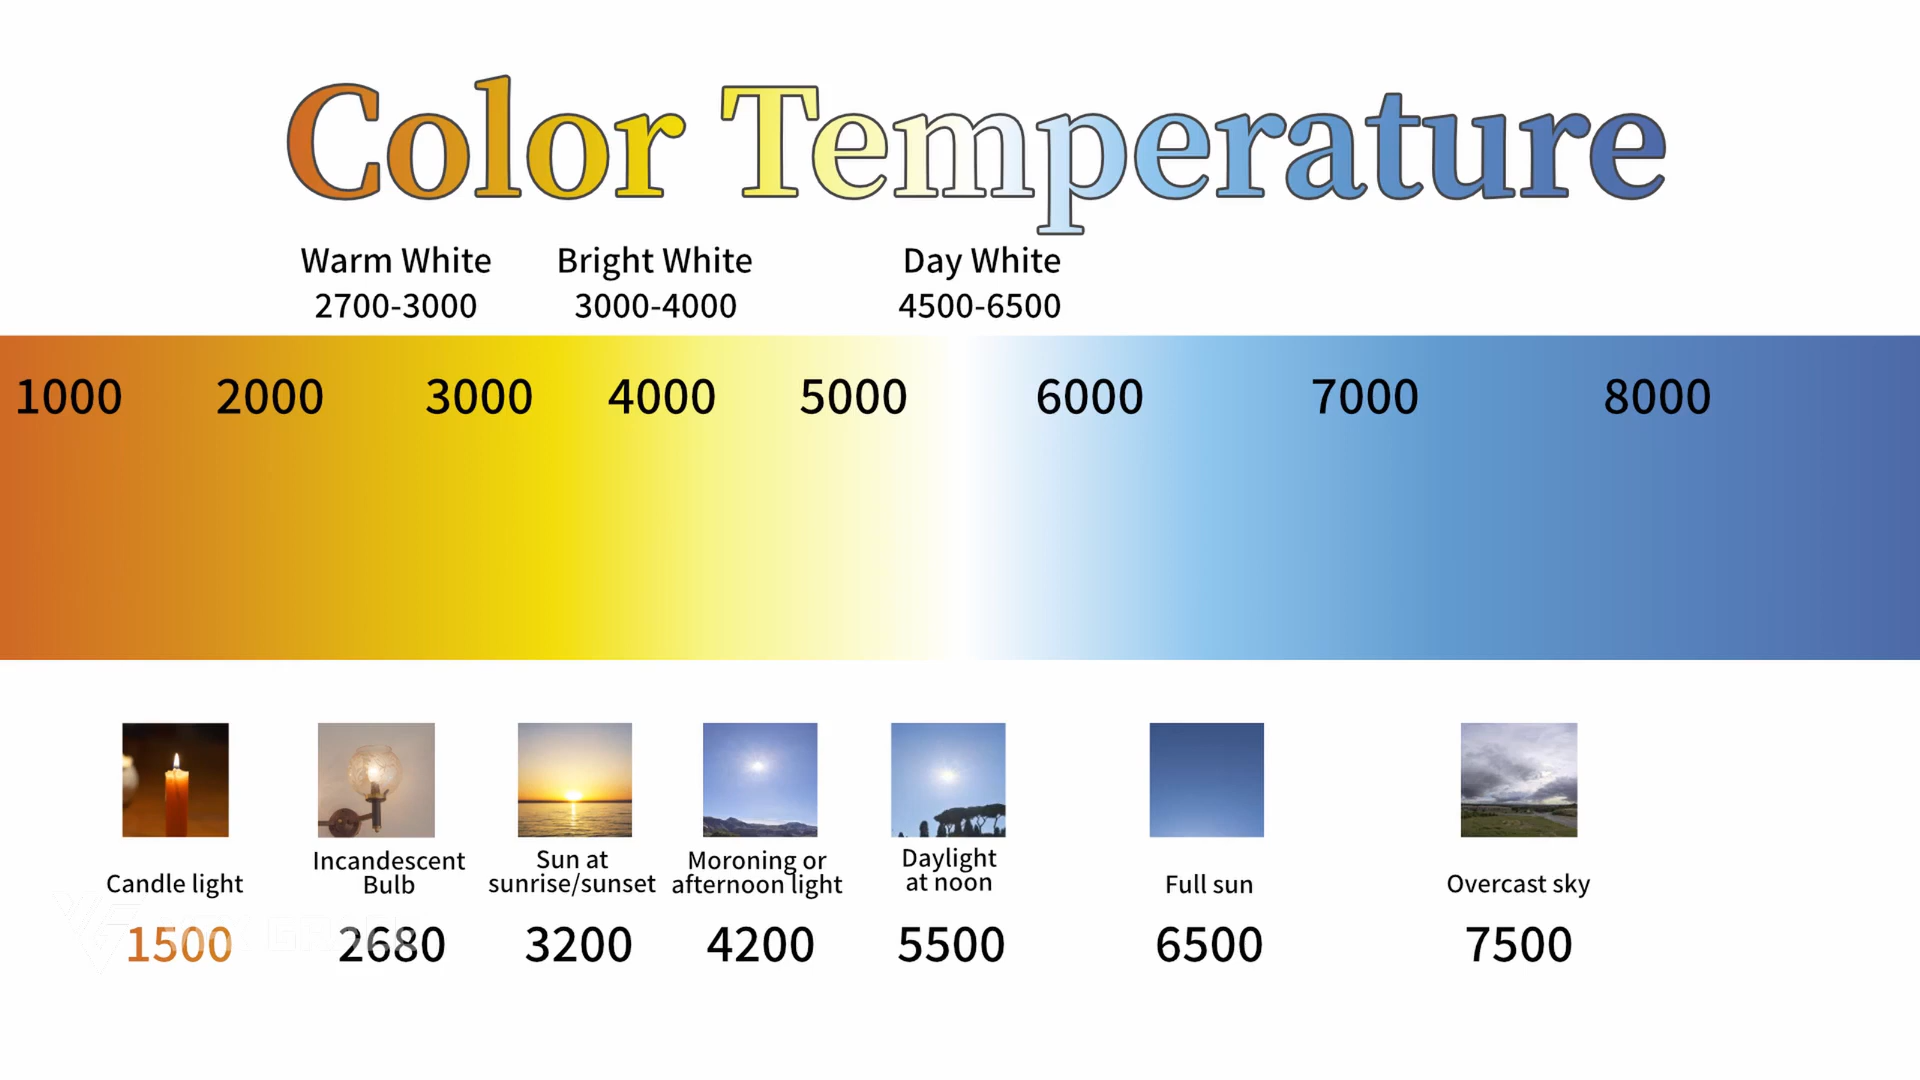 Color Temperature
Warm White
2700-3000
Bright White
3000-4000
Day White
4500-6500
1000 2000 3000 4000 5000 6000 7000 8000
Candle light
1500
Incandescent
Bulb
2680
Sun at
sunrise/sunset
3200
Moroning or
afternoon light
4200
Daylight
at noon
5500
Full sun
6500
Overcast sky
7500